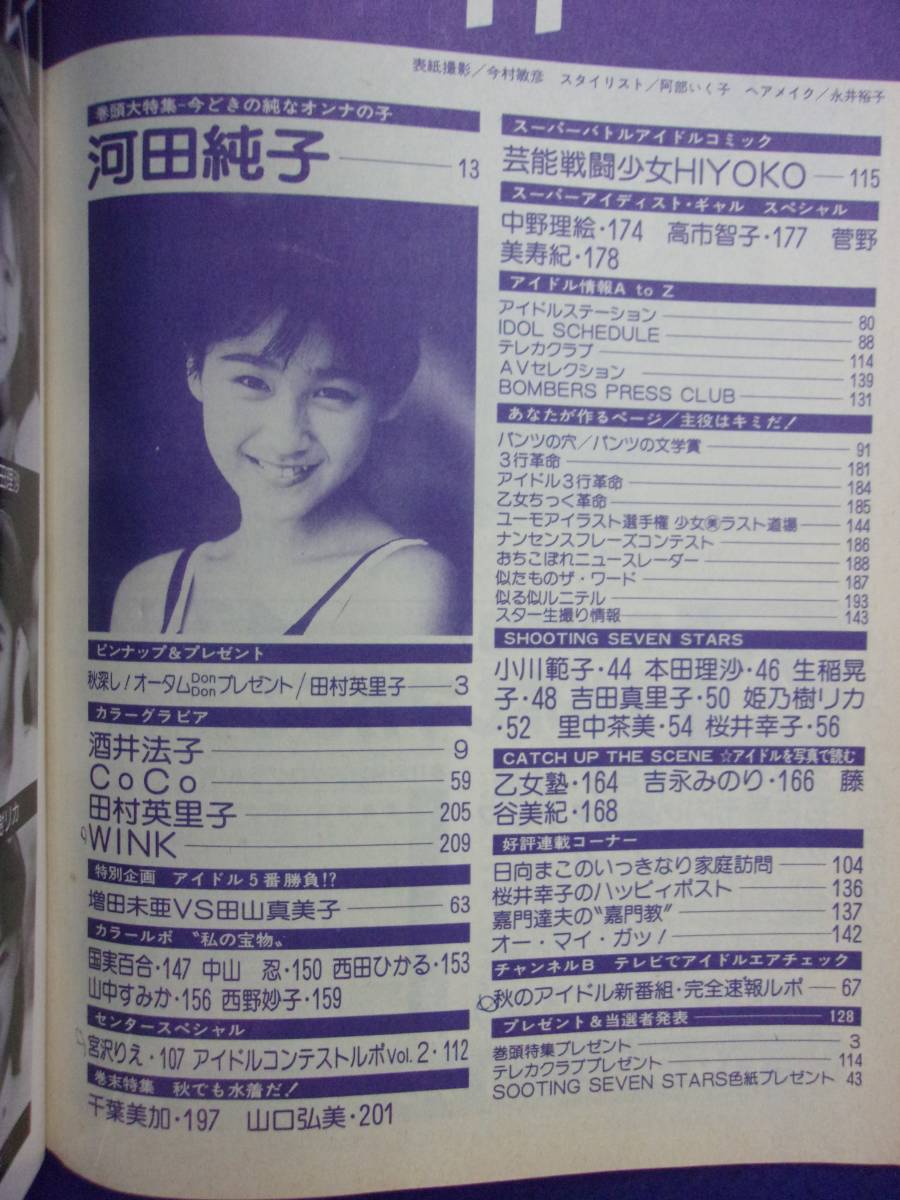 表紙撮影／今村敏彦　スタイリスト／阿部いく子　ヘアメイク／永井裕子
巻頭大特集-今どきの純なオンナの子
河田純子 13
ピンナップ&プレゼント
秋深し！オータムDonDonプレゼント／田村英里子 3
カラーグラビア
酒井法子 9
CoCo 59
田村英里子 205
WINK 209
特別企画　アイドル5番勝負!?
増田未亜VS田山真美子 63
カラールポ　〝私の宝物〟
国実百合・147 中山　忍・150 西田ひかる・153
山中すみか・156 西野妙子・159
センタースペシャル
宮沢りえ・107 アイドルコンテストルポVol.2・112
巻末特集　秋でも水着だ！
千葉美加・197　山口弘美・201
スーパーバトルアイドルコミック
芸能戦闘少女HIYOKO 115
スーパーアイディスト・ギャル　スペシャル
中野理絵・174　高市智子・177　菅野
美寿紀・178
アイドル情報A to Z
アイドルステーション 80
IDOL SCHEDULE 88
テレカクラブ 114
AVセレクション 139
BOMBERS PRESS CLUB 131
あなたが作るページ／主役はキミだ！
パンツの穴／パンツの文学賞 91
3行革命 181
アイドル3行革命 184
乙女ちっく革命 185
ユーモアイラスト選手権 少女㊚ラスト道場 144
ナンセンスフレーズコンテスト 186
おちこぼれニュースレーダー 188
似たものザ・ワード 187
似る似ルニテル 193
スター生撮り情報 143
SHOOTING SEVEN STARS
小川範子・44 本田理沙・46 生稲晃
子・48 吉田真里子・50 姫乃樹リカ
・52　里中茶美・54 桜井幸子・56
CATCH UP THE SCENE ☆アイドルを写真で読む
乙女塾・164　吉永みのり・166　藤
谷美紀・168
好評連載コーナー
日向まこのいっきなり家庭訪問 104
桜井幸子のハッピィポスト 136
嘉門達夫の〝嘉門教〟 137
オー・マイ・ガッ！ 142
チャンネルB　テレビでアイドルエアチェック
秋のアイドル新番組・完全速報ルポ 67
プレゼント&当選者発表 128
巻頭特集プレゼント 3
テレカクラブプレゼント 114
SOOTING SEVEN STARS色紙プレゼント 43